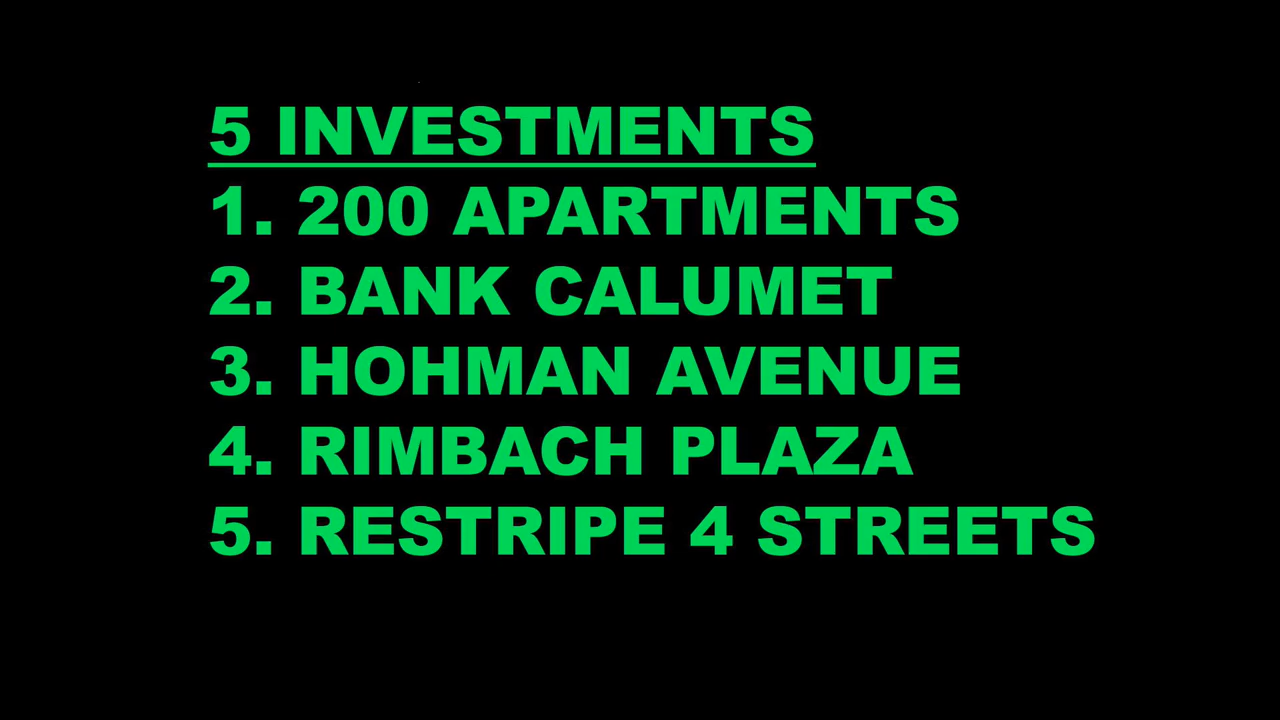 5 INVESTMENTS
1. 200 APARTMENTS
2. BANK CALUMET
3. HOHMAN AVENUE
4. RIMBACH PLAZA
5. RESTRIPE 4 STREETS